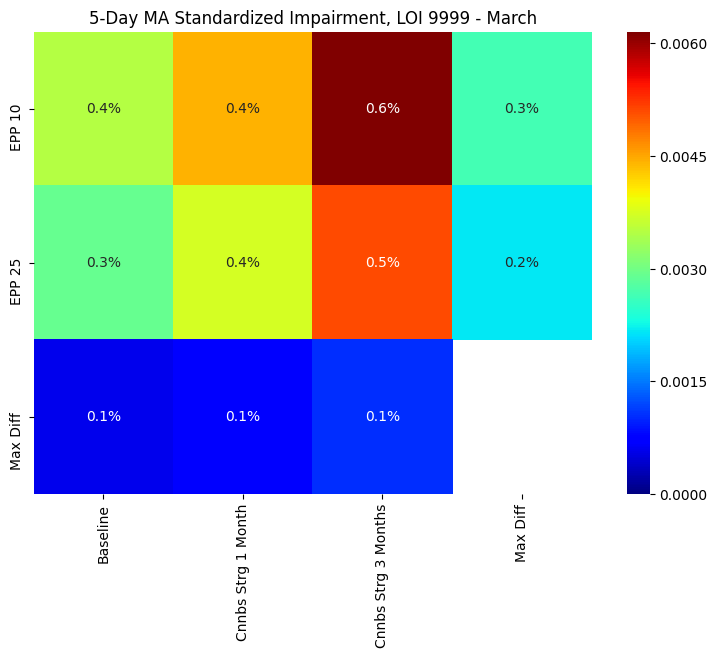 5-Day MA Standardized Impairment, LOI 9999 - March
EPP 10
0.4%
0.4%
0.6%
0.3%
EPP 25
0.3%
0.4%
0.5%
0.2%
Max Diff
0.1%
0.1%
0.1%
Baseline
Cnnbs Strg 1 Month
Cnnbs Strg 3 Months
Max Diff
0.0060
0.0045
0.0030
0.0015
0.0000